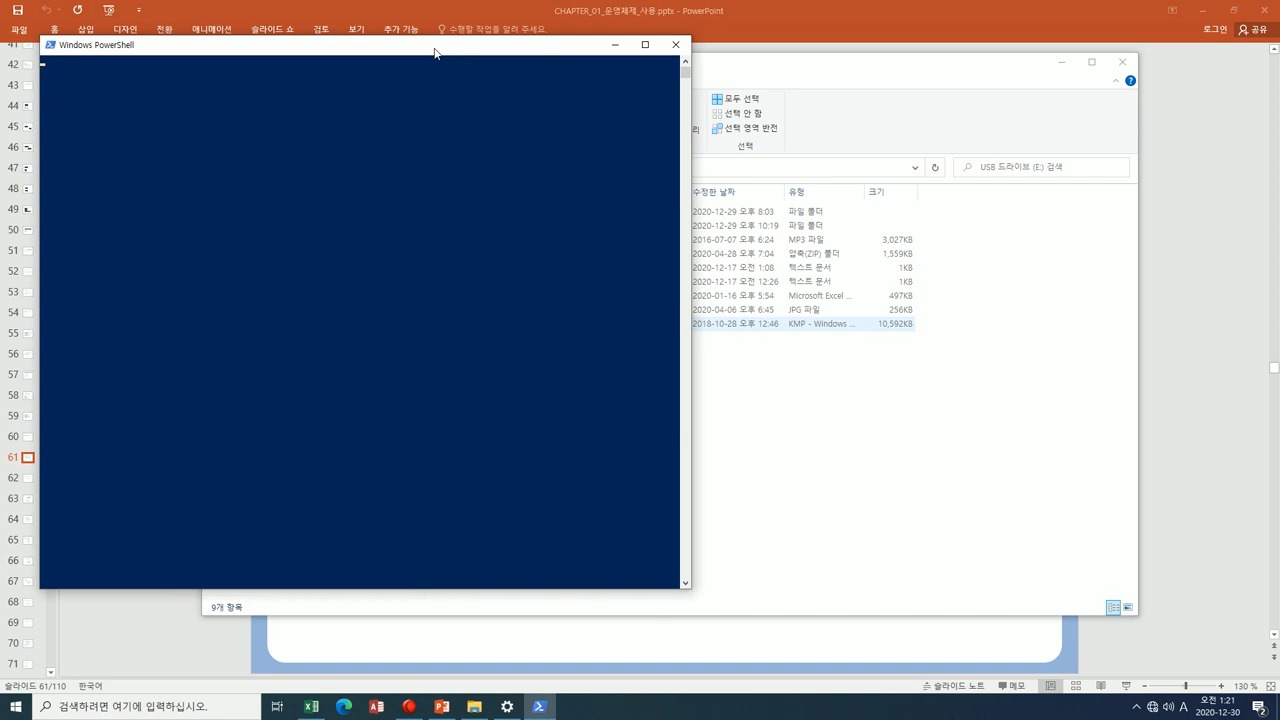 CHAPTER_01_운영체제_사용.pptx - PowerPoint
파일 홈 삽입 디자인 전환 애니메이션 슬라이드 쇼 검토 보기 추가 기능 수행할 작업을 알려 주세요. 로그인 공유
Windows PowerShell
모두 선택
선택 안 함
리 선택 영역 반전
선택
USB 드라이브 (E:) 검색
수정한 날짜 유형 크기
2020-12-29 오후 8:03 파일 폴더
2020-12-29 오후 10:19 파일 폴더
2016-07-07 오후 6:24 MP3 파일 3,027KB
2020-04-28 오후 7:04 압축(ZIP) 폴더 1,559KB
2020-12-17 오전 1:08 텍스트 문서 1KB
2020-12-17 오전 12:26 텍스트 문서 1KB
2020-01-16 오후 5:54 Microsoft Excel ... 497KB
2020-04-06 오후 6:45 JPG 파일 256KB
2018-10-28 오후 12:46 KMP - Windows ... 10,592KB
9개 항목
41
42
43
44
45
46
47
48
49
50
51
52
53
54
55
56
57
58
59
60
61
62
63
64
65
66
67
68
69
70
71
슬라이드 61/110 한국어 슬라이드 노트 메모 130 %
검색하려면 여기에 입력하십시오.
A 오전 1:21
2020-12-30
2